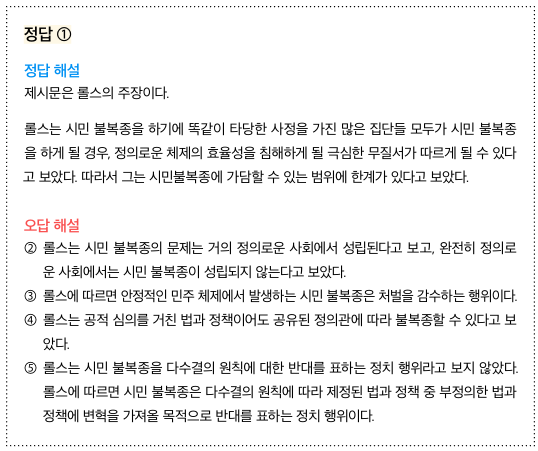 정답 ①
정답 해설
제시문은 롤스의 주장이다.
롤스는 시민 불복종을 하기에 똑같이 타당한 사정을 가진 많은 집단들 모두가 시민 불복종
을 하게 될 경우, 정의로운 체제의 효율성을 침해하게 될 극심한 무질서가 따르게 될 수 있다
고 보았다. 따라서 그는 시민불복종에 가담할 수 있는 범위에 한계가 있다고 보았다.
오답 해설
② 롤스는 시민 불복종의 문제는 거의 정의로운 사회에서 성립된다고 보고, 완전히 정의로
운 사회에서는 시민 불복종이 성립되지 않는다고 보았다.
③ 롤스에 따르면 안정적인 민주 체제에서 발생하는 시민 불복종은 처벌을 감수하는 행위이다.
④ 롤스는 공적 심의를 거친 법과 정책이어도 공유된 정의관에 따라 불복종할 수 있다고 보
았다.
⑤ 롤스는 시민 불복종을 다수결의 원칙에 대한 반대를 표하는 정치 행위라고 보지 않았다.
롤스에 따르면 시민 불복종은 다수결의 원칙에 따라 제정된 법과 정책 중 부정의한 법과
정책에 변혁을 가져올 목적으로 반대를 표하는 정치 행위이다.